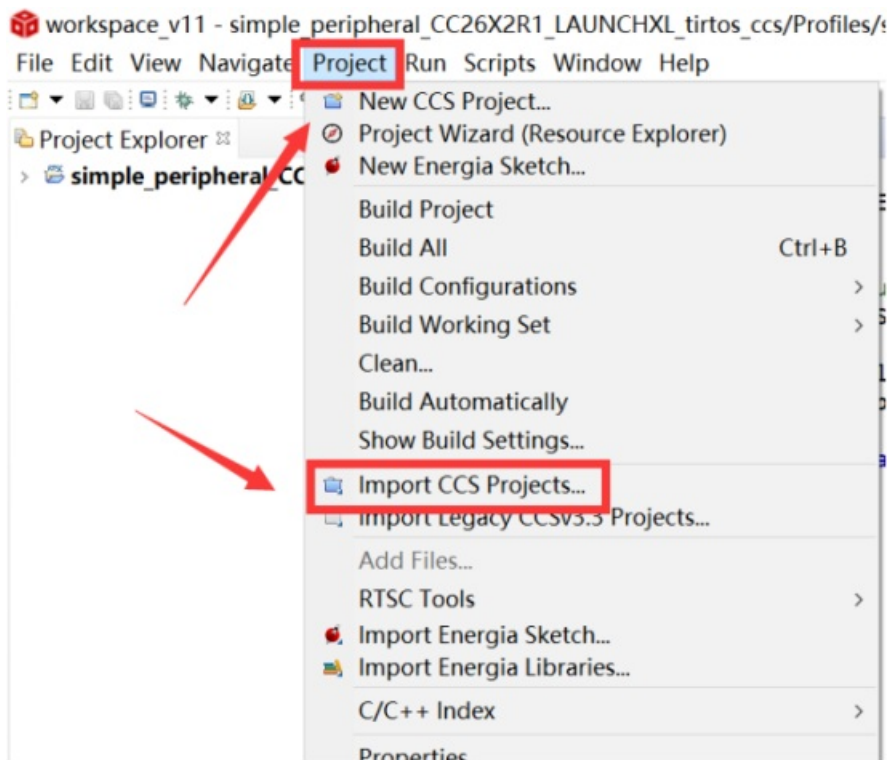 workspace_v11 - simple_peripheral_CC26X2R1_LAUNCHXL_tirtos_ccs/Profiles/s
File Edit View Navigate Project Run Scripts Window Help
New CCS Project...
Project Explorer
Project Wizard (Resource Explorer)
simple_peripheral_CC
New Energia Sketch...
Build Project
Build All Ctrl+B
Build Configurations
Build Working Set
Clean...
Build Automatically
Show Build Settings...
Import CCS Projects...
Import Legacy CCSv3.3 Projects...
Add Files...
RTSC Tools
Import Energia Sketch...
Import Energia Libraries...
C/C++ Index
Properties